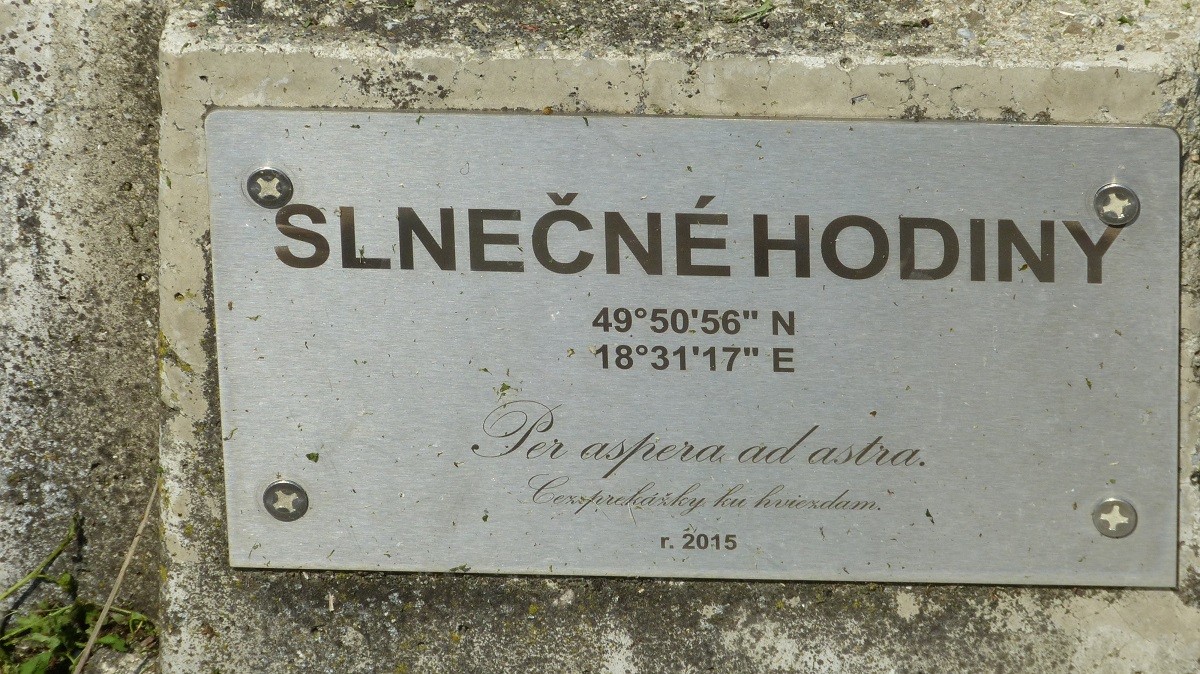 SLNEČNÉ HODINY
49°50'56" N
18°31'17" E
Per aspera ad astra.
Cez prekážky ku hviezdam.
r. 2015